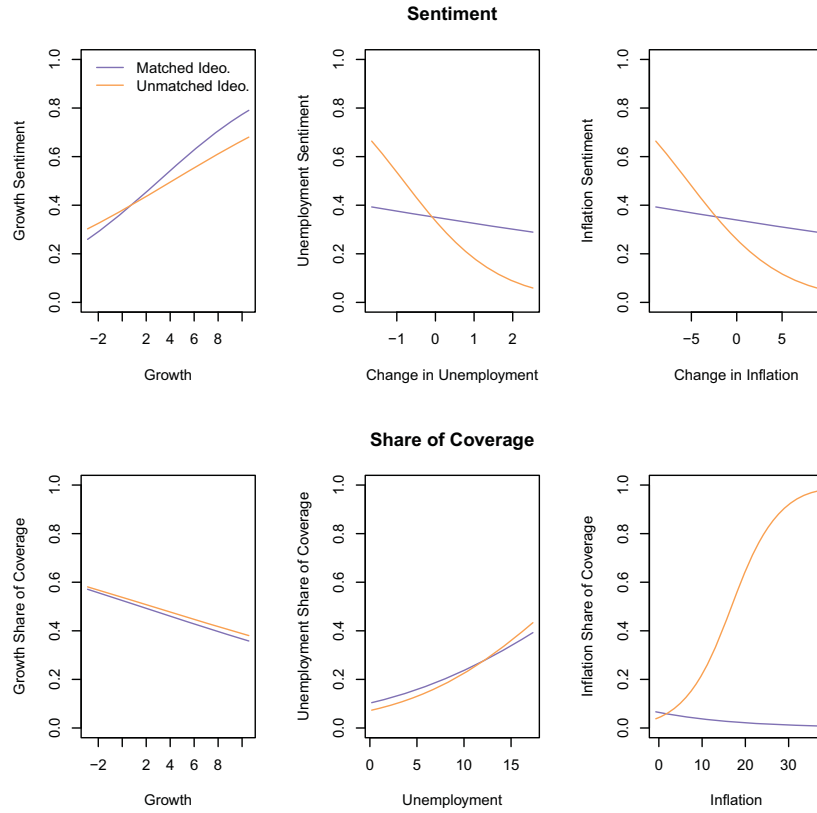 Sentiment
Matched Ideo.
Unmatched Ideo.
Growth Sentiment
0.0 0.2 0.4 0.6 0.8 1.0
−2 2 4 6 8
Growth
Unemployment Sentiment
0.0 0.2 0.4 0.6 0.8 1.0
−1 0 1 2
Change in Unemployment
Inflation Sentiment
0.0 0.2 0.4 0.6 0.8 1.0
−5 0 5
Change in Inflation
Share of Coverage
Growth Share of Coverage
0.0 0.2 0.4 0.6 0.8 1.0
−2 2 4 6 8
Growth
Unemployment Share of Coverage
0.0 0.2 0.4 0.6 0.8 1.0
0 5 10 15
Unemployment
Inflation Share of Coverage
0.0 0.2 0.4 0.6 0.8 1.0
0 10 20 30
Inflation